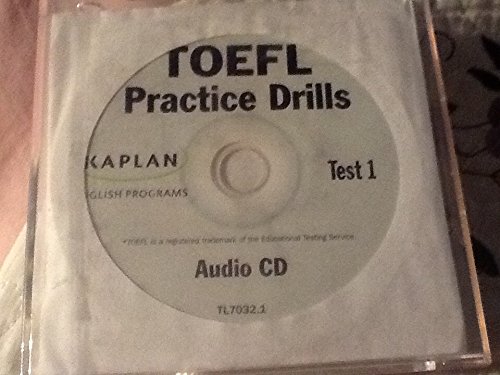 TOEFL
Practice Drills
KAPLAN
GLISH PROGRAMS
Test 1
*TOEFL is a registered trademark of the Educational Testing Service.
Audio CD
TL7032.1